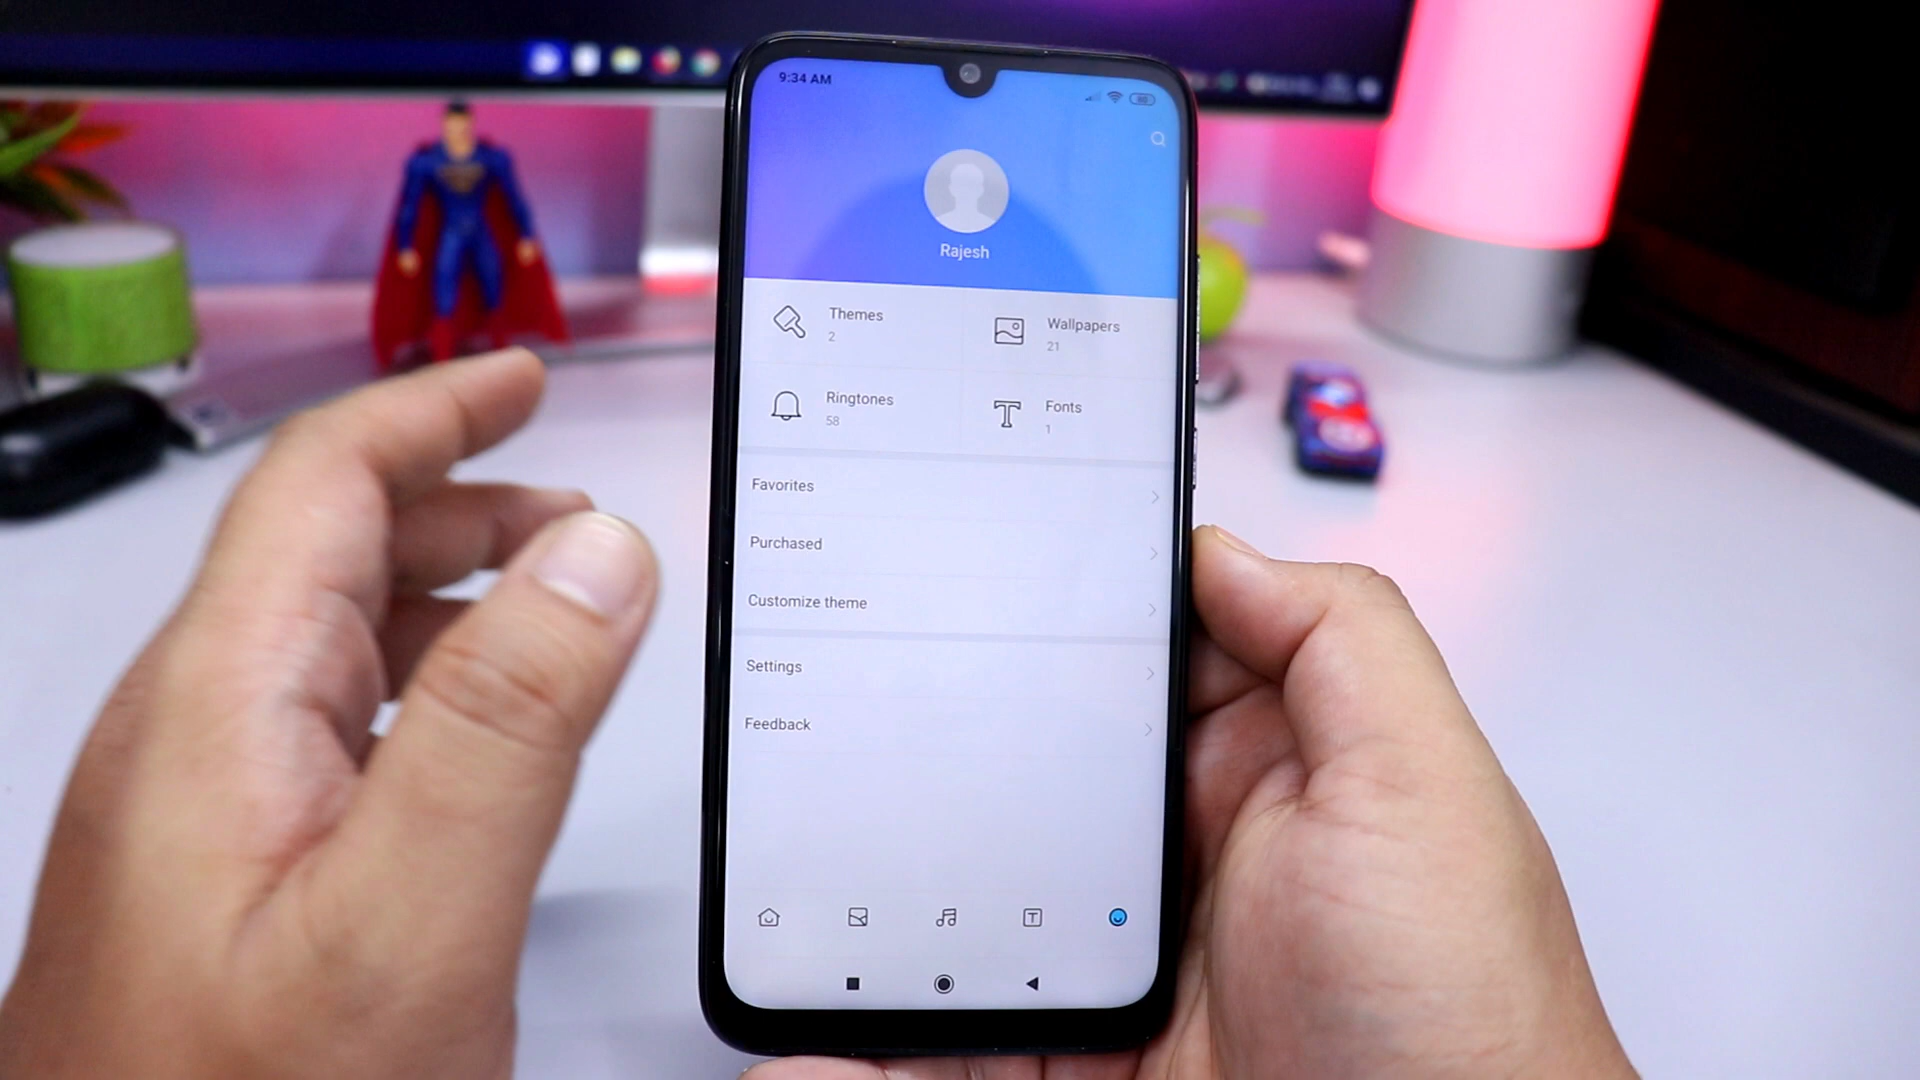 9:34 AM
Rajesh
Themes
2
Wallpapers
21
Ringtones
58
Fonts
1
Favorites
Purchased
Customize theme
Settings
Feedback